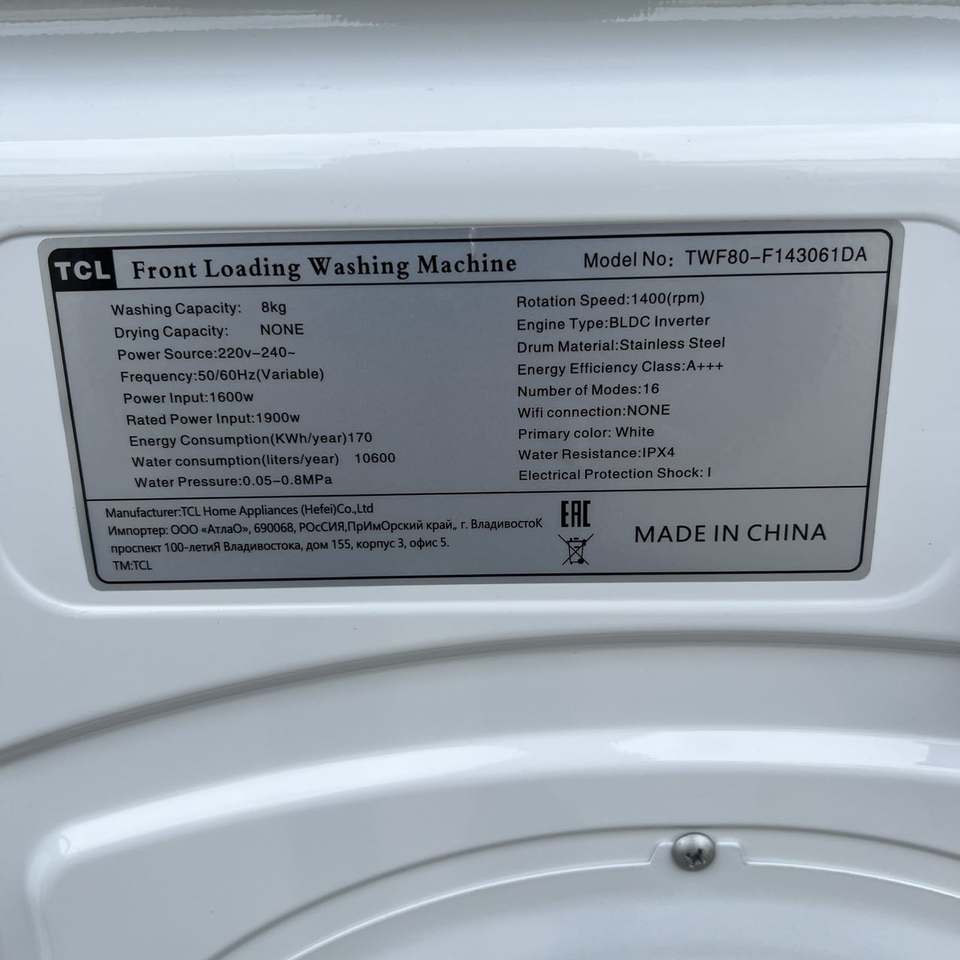 TCL Front Loading Washing Machine Model No: TWF80-F143061DA
Washing Capacity: 8kg
Drying Capacity: NONE
Power Source:220v-240~
Frequency:50/60Hz(Variable)
Power Input:1600w
Rated Power Input:1900w
Energy Consumption(KWh/year)170
Water consumption(liters/year) 10600
Water Pressure:0.05-0.8MPa
Rotation Speed:1400(rpm)
Engine Type:BLDC Inverter
Drum Material:Stainless Steel
Energy Efficiency Class:A+++
Number of Modes:16
Wifi connection:NONE
Primary color: White
Water Resistance:IPX4
Electrical Protection Shock: I
Manufacturer:TCL Home Appliances (Hefei)Co.,Ltd
Импортер: ООО «АтлаО», 690068, РОсСИЯ,ПрИмОрский край,, г. ВладивостоК
проспект 100-летиЯ Владивостока, дом 155, корпус 3, офис 5.
TM:TCL
EAC
MADE IN CHINA